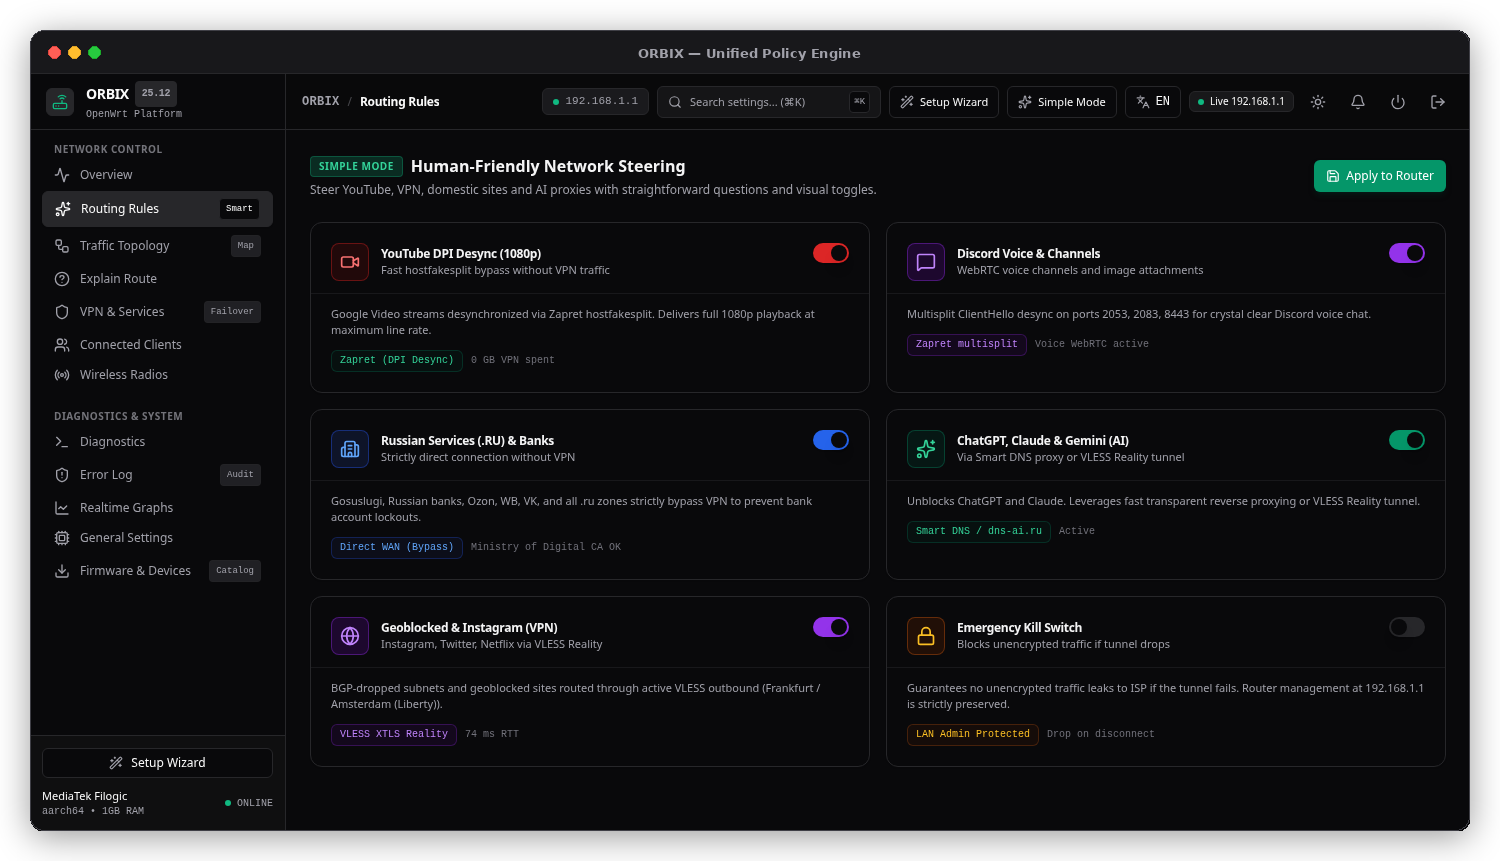 ORBIX — Unified Policy Engine
ORBIX 25.12
OpenWrt Platform
ORBIX / Routing Rules
192.168.1.1
Search settings... (⌘K) ⌘K
Setup Wizard
Simple Mode
EN
Live 192.168.1.1
NETWORK CONTROL
Overview
Routing Rules Smart
Traffic Topology Map
Explain Route
VPN & Services Failover
Connected Clients
Wireless Radios
DIAGNOSTICS & SYSTEM
Diagnostics
Error Log Audit
Realtime Graphs
General Settings
Firmware & Devices Catalog
Setup Wizard
MediaTek Filogic
aarch64 • 1GB RAM
ONLINE
SIMPLE MODE Human-Friendly Network Steering
Steer YouTube, VPN, domestic sites and AI proxies with straightforward questions and visual toggles.
Apply to Router
YouTube DPI Desync (1080p)
Fast hostfakesplit bypass without VPN traffic
Google Video streams desynchronized via Zapret hostfakesplit. Delivers full 1080p playback at
maximum line rate.
Zapret (DPI Desync) 0 GB VPN spent
Discord Voice & Channels
WebRTC voice channels and image attachments
Multisplit ClientHello desync on ports 2053, 2083, 8443 for crystal clear Discord voice chat.
Zapret multisplit Voice WebRTC active
Russian Services (.RU) & Banks
Strictly direct connection without VPN
Gosuslugi, Russian banks, Ozon, WB, VK, and all .ru zones strictly bypass VPN to prevent bank
account lockouts.
Direct WAN (Bypass) Ministry of Digital CA OK
ChatGPT, Claude & Gemini (AI)
Via Smart DNS proxy or VLESS Reality tunnel
Unblocks ChatGPT and Claude. Leverages fast transparent reverse proxying or VLESS Reality tunnel.
Smart DNS / dns-ai.ru Active
Geoblocked & Instagram (VPN)
Instagram, Twitter, Netflix via VLESS Reality
BGP-dropped subnets and geoblocked sites routed through active VLESS outbound (Frankfurt /
Amsterdam (Liberty)).
VLESS XTLS Reality 74 ms RTT
Emergency Kill Switch
Blocks unencrypted traffic if tunnel drops
Guarantees no unencrypted traffic leaks to ISP if the tunnel fails. Router management at 192.168.1.1
is strictly preserved.
LAN Admin Protected Drop on disconnect